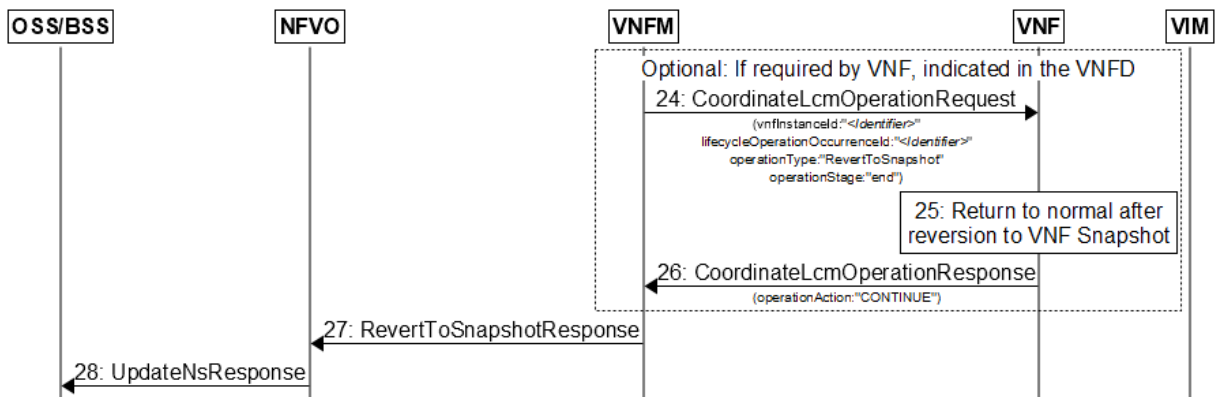 OSS/BSS NFVO VNFM VNF VIM
Optional: If required by VNF, indicated in the VNFD
24: CoordinateLcmOperationRequest
(vnfInstanceId:"<Identifier>"
lifecycleOperationOccurrenceId:"<Identifier>"
operationType:"RevertToSnapshot"
operationStage:"end")
25: Return to normal after
reversion to VNF Snapshot
26: CoordinateLcmOperationResponse
(operationAction:"CONTINUE")
27: RevertToSnapshotResponse
28: UpdateNsResponse